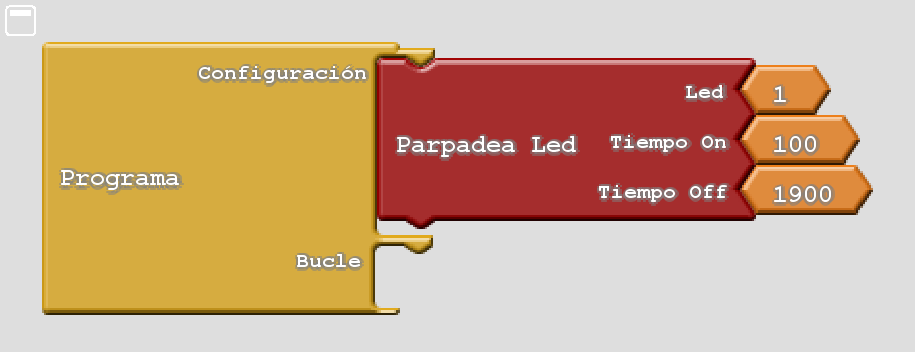 Configuración
Led 1
Parpadea Led
Tiempo On 100
Programa
Tiempo Off 1900
Bucle